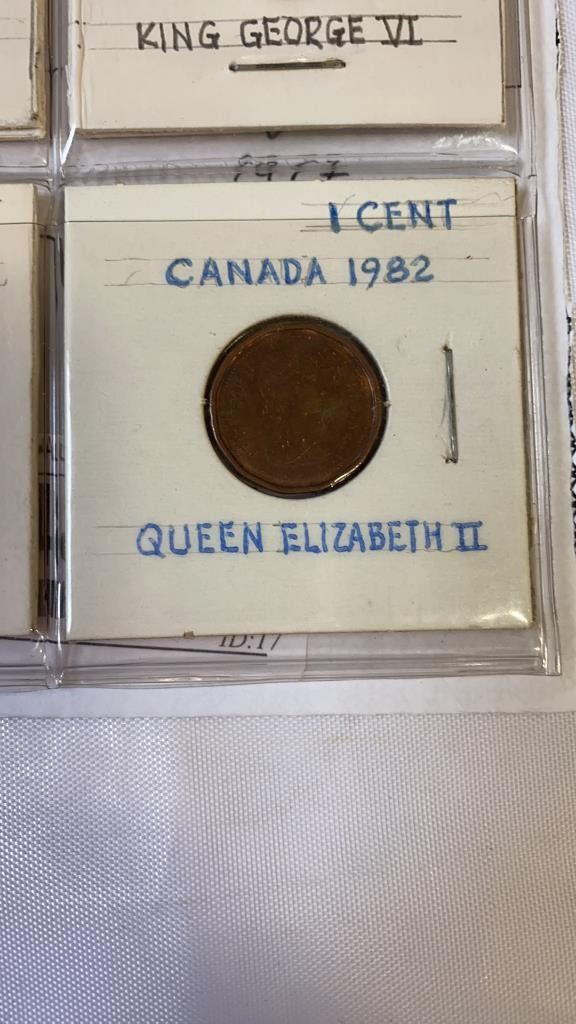 KING GEORGE VI
1 CENT
CANADA 1982
QUEEN ELIZABETH II
ID:17